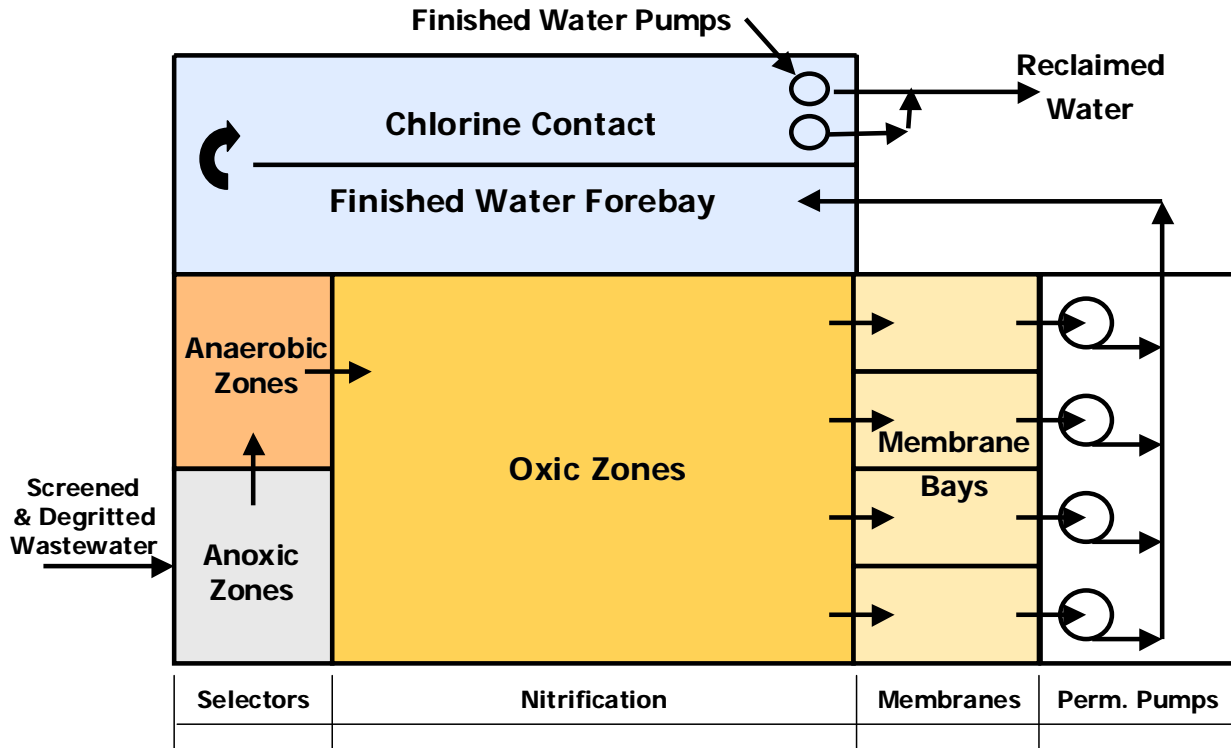 Finished Water Pumps
Reclaimed
Water
Chlorine Contact
Finished Water Forebay
Anaerobic
Zones
Oxic Zones
Membrane
Bays
Screened
& Degritted
Wastewater
Anoxic
Zones
Selectors
Nitrification
Membranes
Perm. Pumps